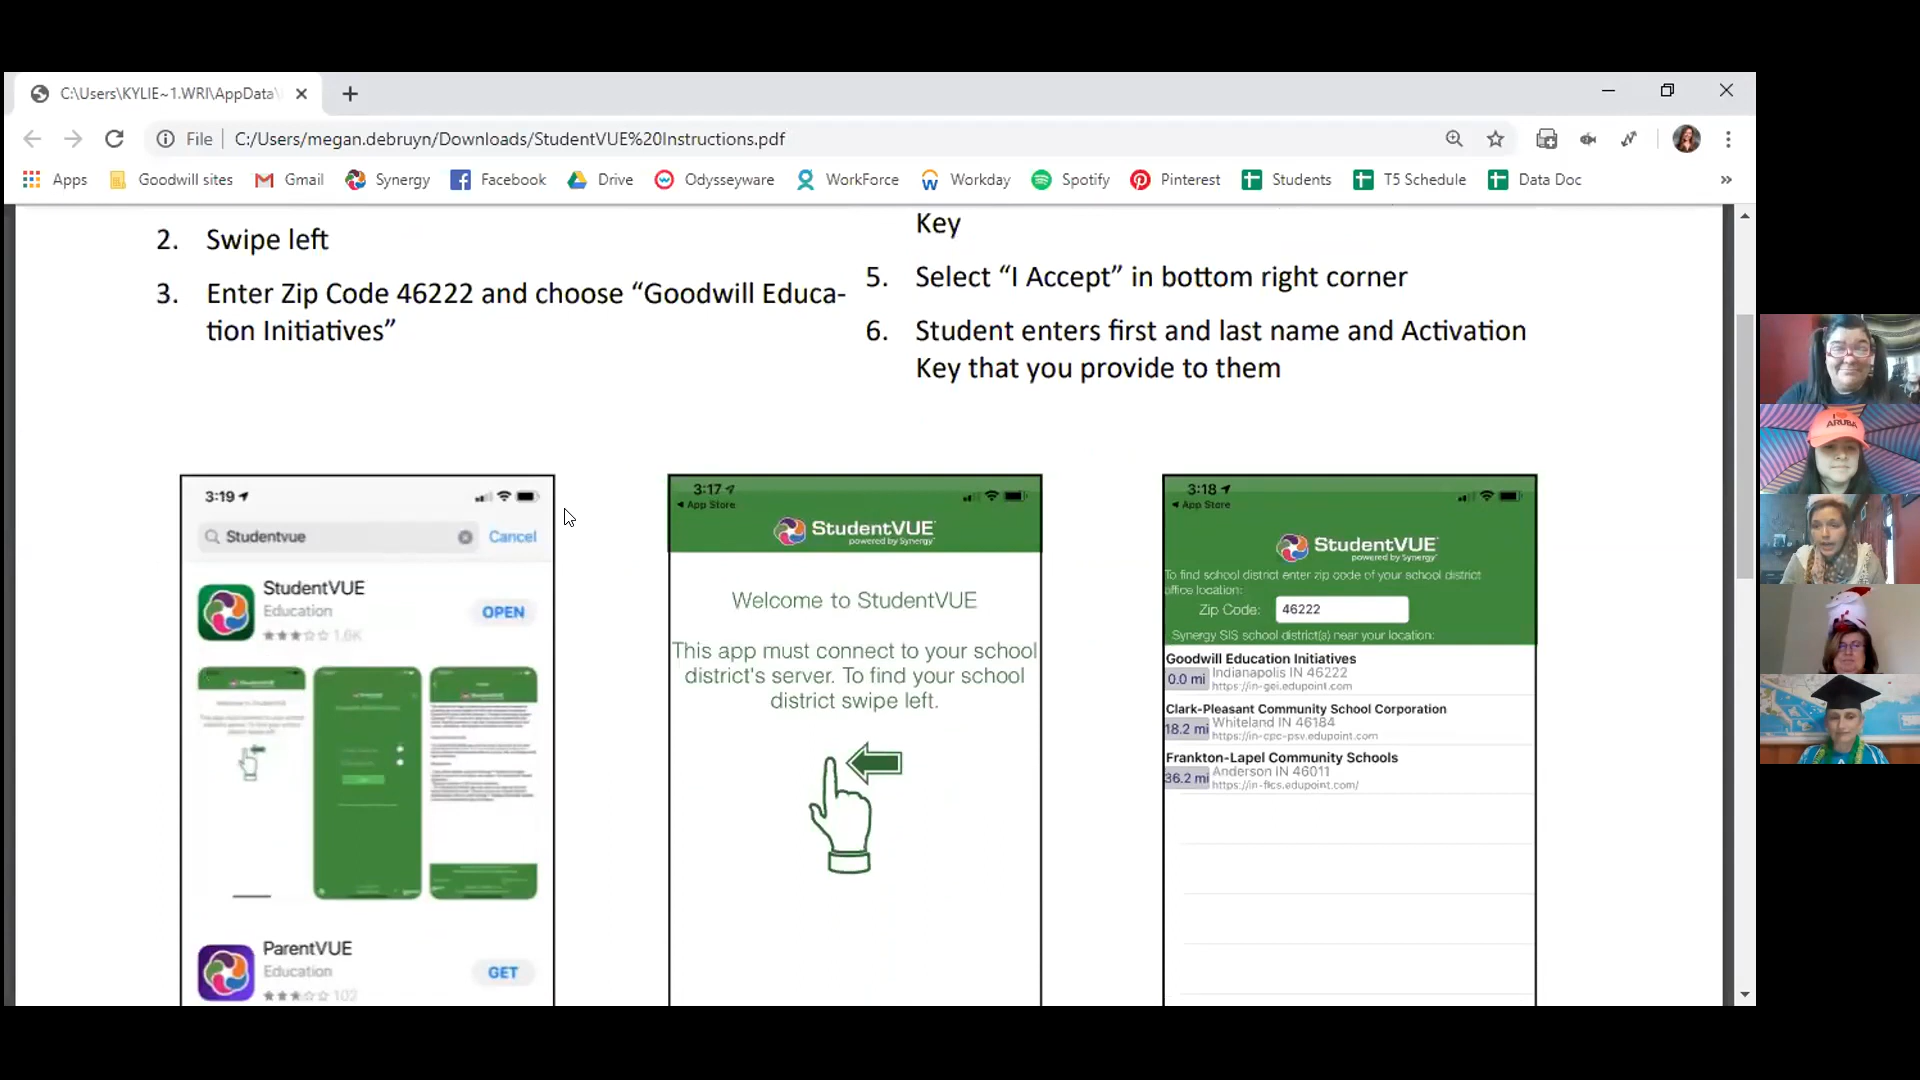 C:\Users\KYLIE~1.WRI\AppData\
File C:/Users/megan.debruyn/Downloads/StudentVUE%20Instructions.pdf
Apps Goodwill sites Gmail Synergy Facebook Drive Odysseyware WorkForce Workday Spotify Pinterest Students T5 Schedule Data Doc »
2. Swipe left
3. Enter Zip Code 46222 and choose “Goodwill Educa-
tion Initiatives”
Key
5. Select “I Accept” in bottom right corner
6. Student enters first and last name and Activation
Key that you provide to them
3:19
Studentvue Cancel
StudentVUE
Education
OPEN
1.6K
ParentVUE
Education
GET
102
3:17
App Store
StudentVUE
powered by Synergy
Welcome to StudentVUE
This app must connect to your school
district's server. To find your school
district swipe left.
3:18
App Store
StudentVUE
powered by Synergy
To find school district enter zip code of your school district
office location:
Zip Code: 46222
Synergy SIS school district(s) near your location:
Goodwill Education Initiatives
0.0 mi Indianapolis IN 46222
https://in-gei.edupoint.com
Clark-Pleasant Community School Corporation
18.2 mi Whiteland IN 46184
https://in-cpc-psv.edupoint.com
Frankton-Lapel Community Schools
36.2 mi Anderson IN 46011
https://in-flcs.edupoint.com/
ARUBA